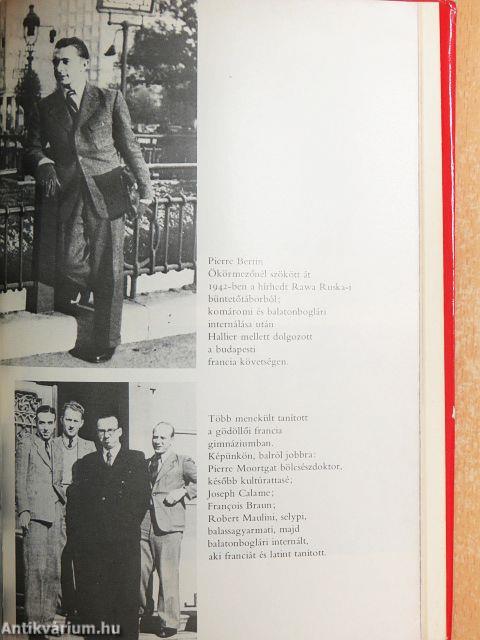 Pierre Bertin
Ökörmezőnél szökött át
1942-ben a hírhedt Rawa Ruska-i
büntetőtáborból;
komáromi és balatonboglári
internálása után
Hallier mellett dolgozott
a budapesti
francia követségen.
Több menekült tanított
a gödöllői francia
gimnáziumban.
Képünkön, balról jobbra:
Pierre Moortgat bölcsészdoktor,
később kultúrattasé;
Joseph Calame;
François Braun;
Robert Maulini, selypi,
balassagyarmati, majd
balatonboglári internált,
aki franciát és latint tanított.
Antikvárium.hu